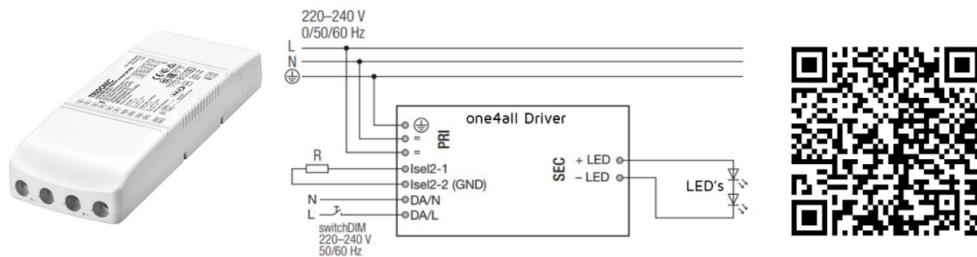 TRIDONIC
220–240 V
0/50/60 Hz
L
N
one4all Driver
PRI
≂
≂
R
Isel2-1
Isel2-2 (GND)
N
DA/N
L
DA/L
switchDIM
220–240 V
50/60 Hz
SEC
+ LED
– LED
LED's